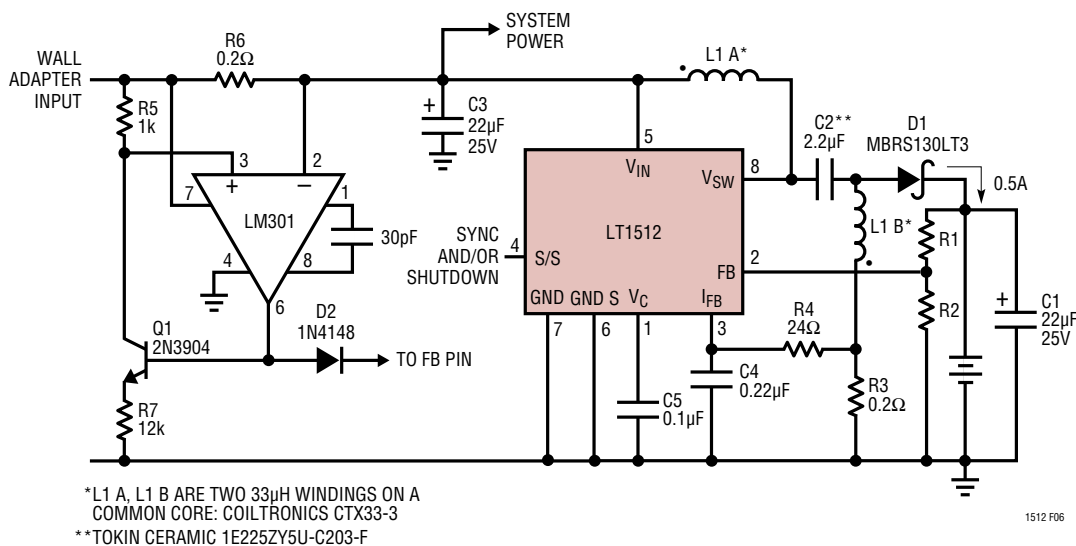 SYSTEM
POWER
WALL
ADAPTER
INPUT
R6
0.2Ω
L1 A*
R5
1k
+
C3
22µF
25V
C2**
2.2µF
D1
MBRS130LT3
3
2
+
–
7
1
LM301
30pF
4
8
6
5
VIN
VSW
8
0.5A
LT1512
L1 B*
R1
SYNC
AND/OR
SHUTDOWN
4
S/S
FB
2
GND
GND S
VC
IFB
7
6
1
3
R4
24Ω
R2
+
C1
22µF
25V
Q1
2N3904
D2
1N4148
TO FB PIN
C4
0.22µF
R3
0.2Ω
C5
0.1µF
R7
12k
*L1 A, L1 B ARE TWO 33µH WINDINGS ON A
COMMON CORE: COILTRONICS CTX33-3
**TOKIN CERAMIC 1E225ZY5U-C203-F
1512 F06